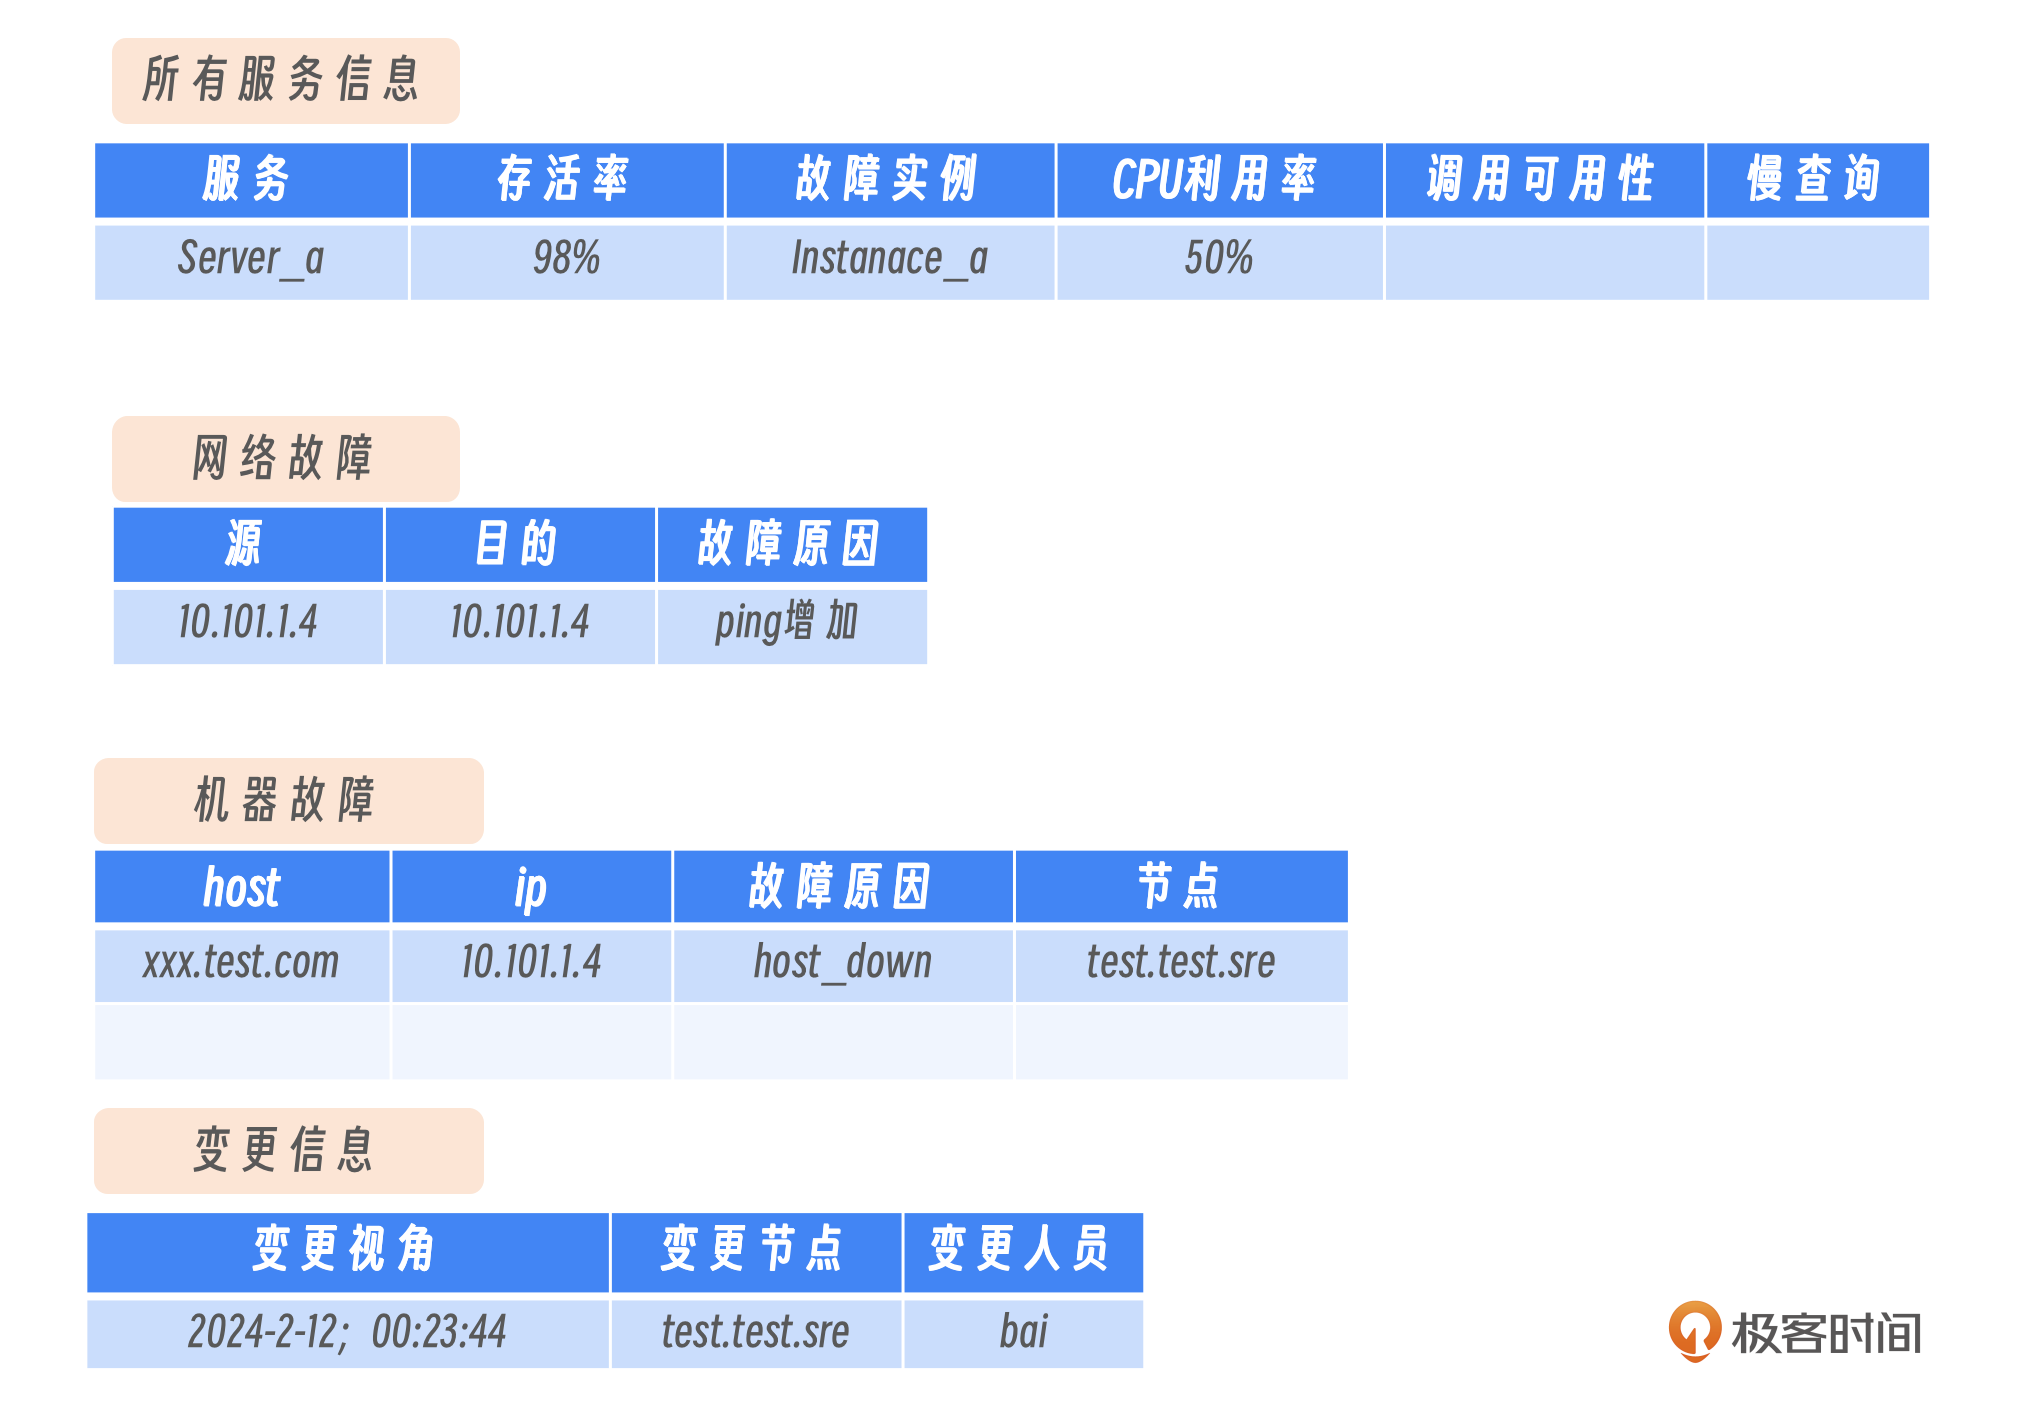 所有服务信息
服务 存活率 故障实例 CPU利用率 调用可用性 慢查询
Server_a 98% Instanace_a 50%
网络故障
源 目的 故障原因
10.101.1.4 10.101.1.4 ping增加
机器故障
host ip 故障原因 节点
xxx.test.com 10.101.1.4 host_down test.test.sre
变更信息
变更视角 变更节点 变更人员
2024-2-12；00:23:44 test.test.sre bai
极客时间